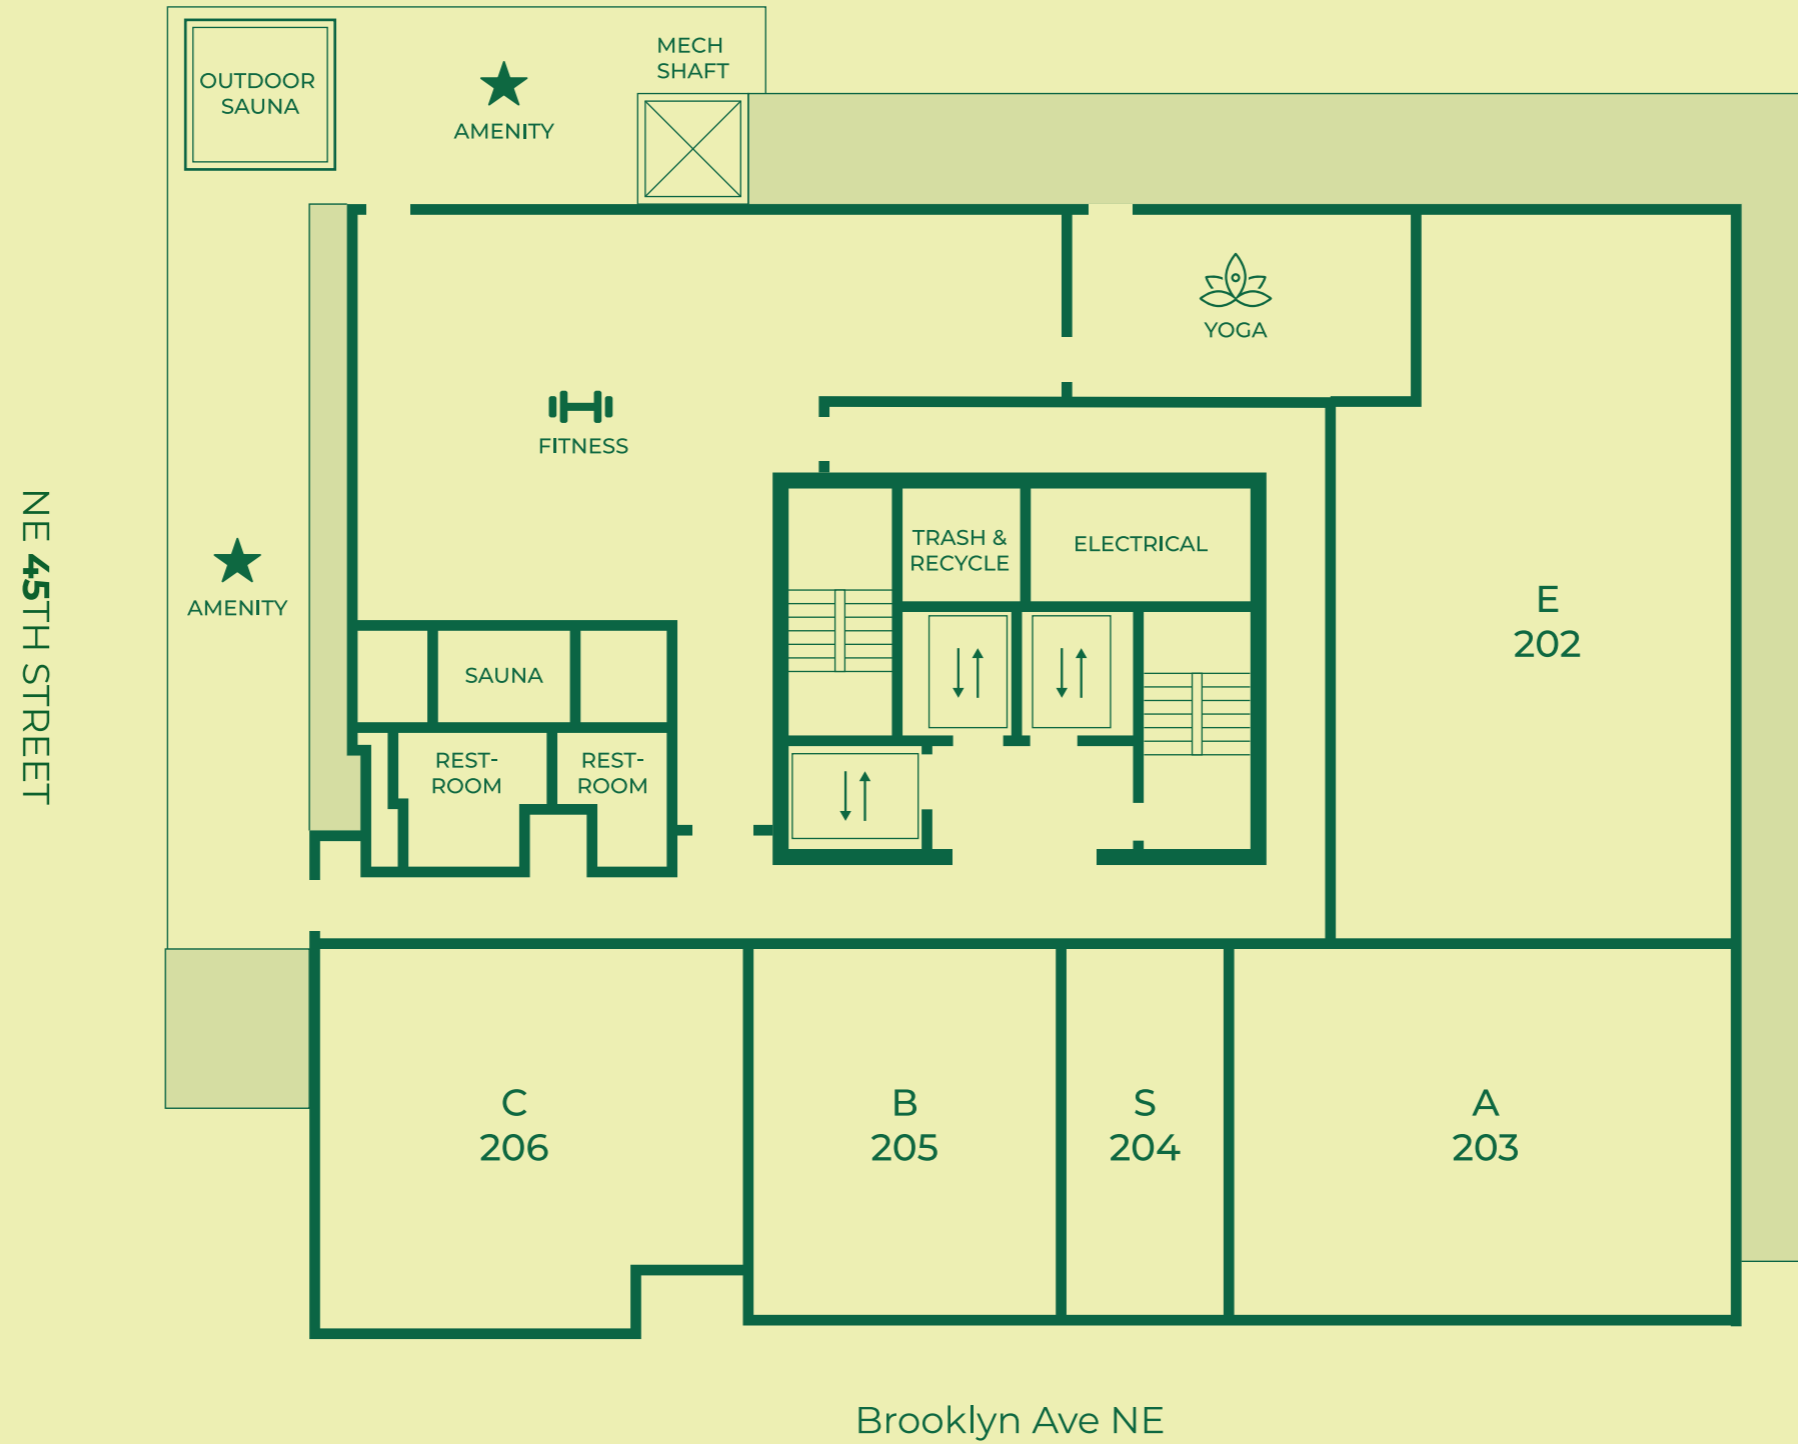 OUTDOOR
SAUNA
AMENITY
MECH
SHAFT
YOGA
FITNESS
TRASH &
RECYCLE
ELECTRICAL
E
202
AMENITY
NE 45TH STREET
SAUNA
REST-
ROOM
REST-
ROOM
C
206
B
205
S
204
A
203
Brooklyn Ave NE